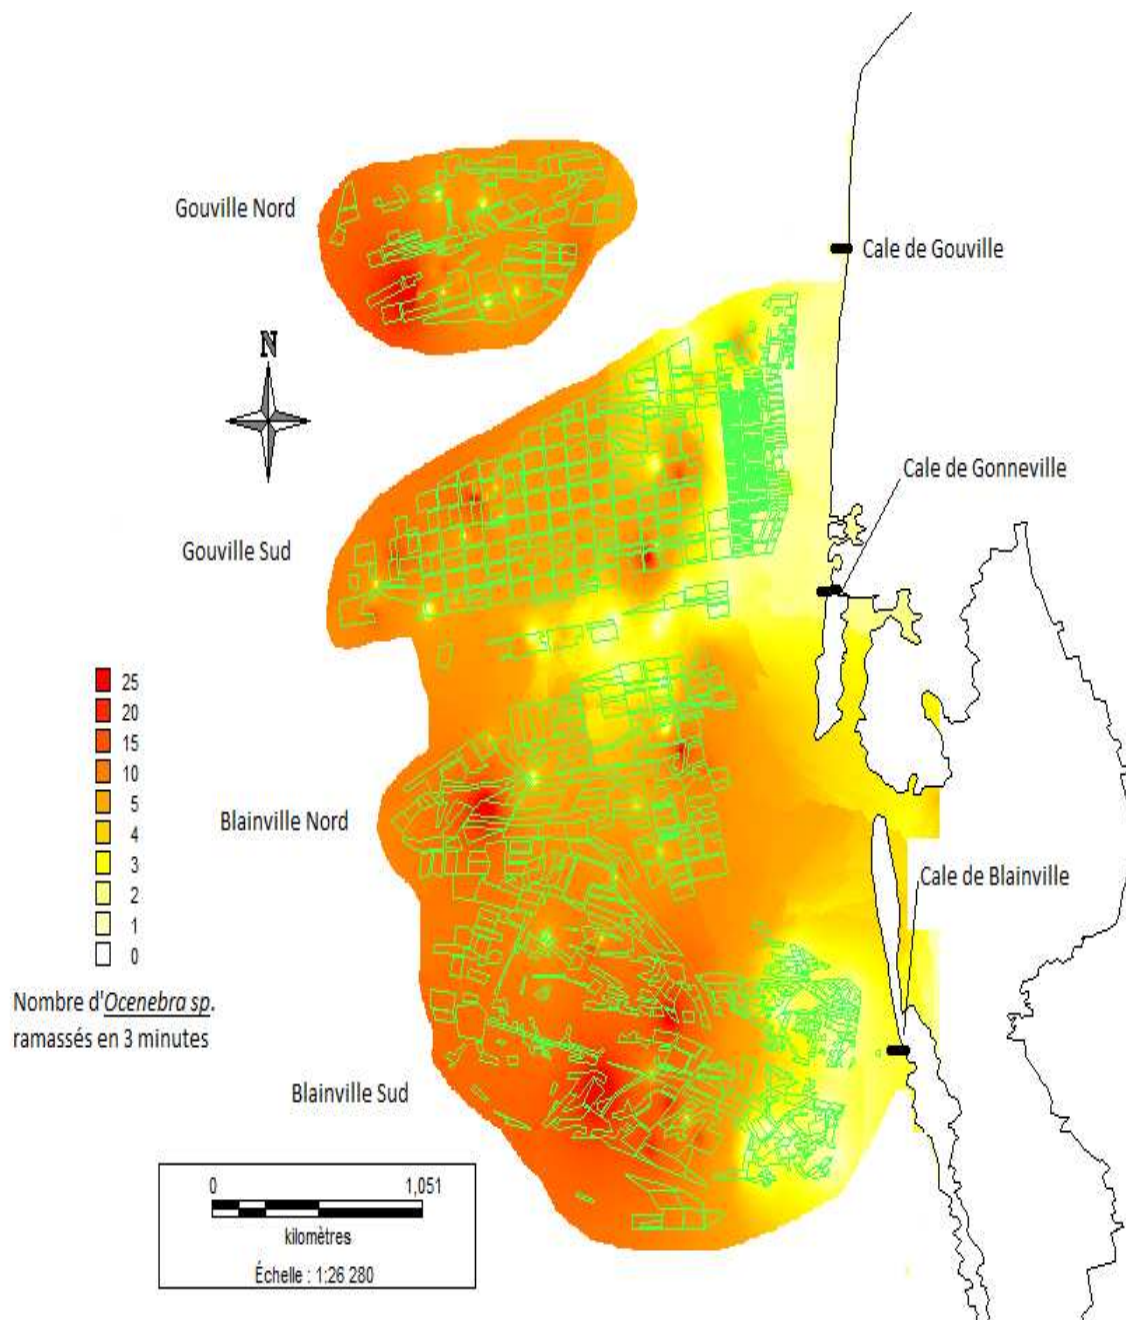 Gouville Nord
Cale de Gouville
N
Cale de Gonneville
Gouville Sud
25
20
15
10
5
4
3
2
1
0
Nombre d'Ocenebra sp.
ramassés en 3 minutes
Blainville Nord
Cale de Blainville
Blainville Sud
0 1,051
kilomètres
Échelle : 1:26 280